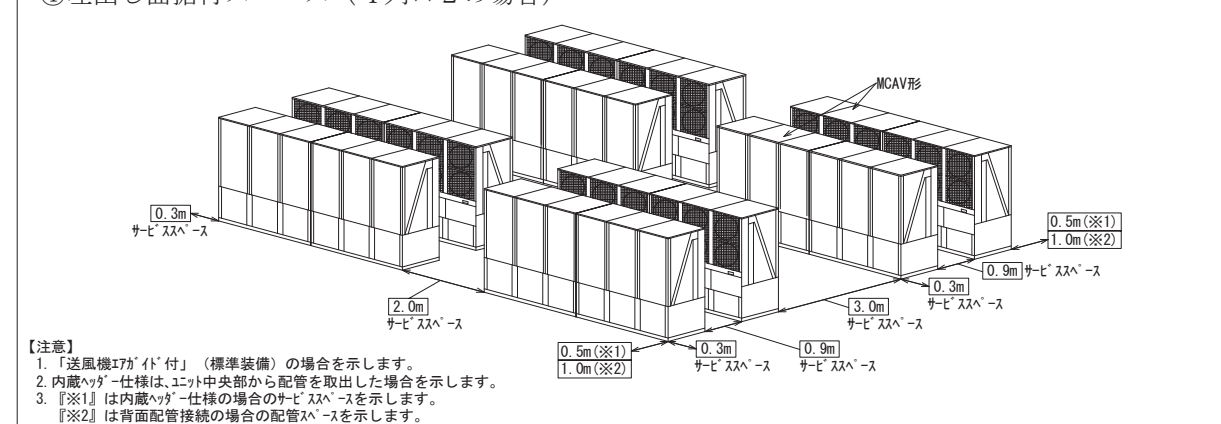 MCAV形
0.3m
サービススペース
0.5m(※1)
1.0m(※2)
0.9m サービススペース
0.3m
サービススペース
2.0m
サービススペース
3.0m
サービススペース
0.5m(※1)
1.0m(※2)
0.3m
サービススペース
0.9m
サービススペース
【注意】
1. 「送風機エアガイド付」(標準装備)の場合を示します。
2. 内蔵ヘッダー仕様は、ユニット中央部から配管を取出した場合を示します。
3. 『※1』は内蔵ヘッダー仕様の場合のサービススペースを示します。
『※2』は背面配管接続の場合の配管スペースを示します。